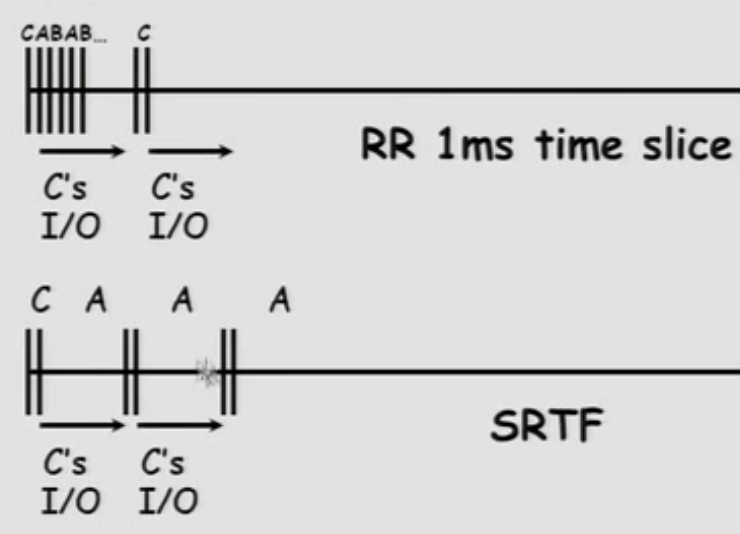 CABAB... C
RR 1ms time slice
C's C's
I/O I/O
C A A A
SRTF
C's C's
I/O I/O